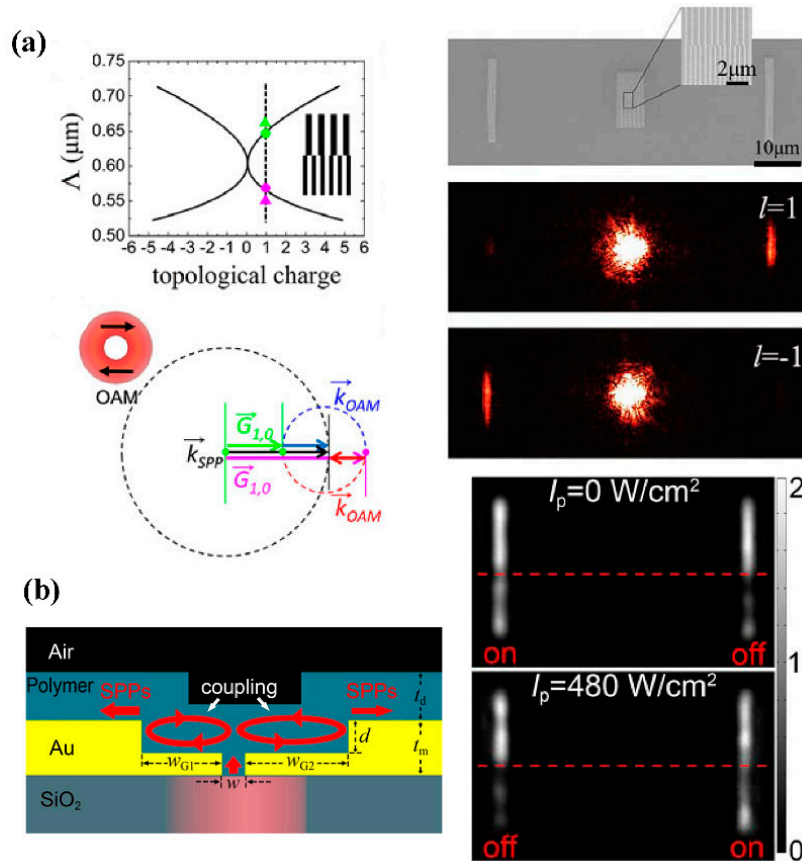 (a)
Λ (μm)
0.75
0.70
0.65
0.60
0.55
0.50
-6 -5 -4 -3 -2 -1 0 1 2 3 4 5 6
topological charge
2μm
10μm
l=1
l=-1
OAM
k_OAM
G_1,0
k_SPP
G_1,0
k_OAM
(b)
Air
Polymer
SPPs
coupling
SPPs
t_d
Au
d
t_m
w_G1
w_G2
w
SiO₂
I_p=0 W/cm²
on
off
I_p=480 W/cm²
off
on
2
1
0